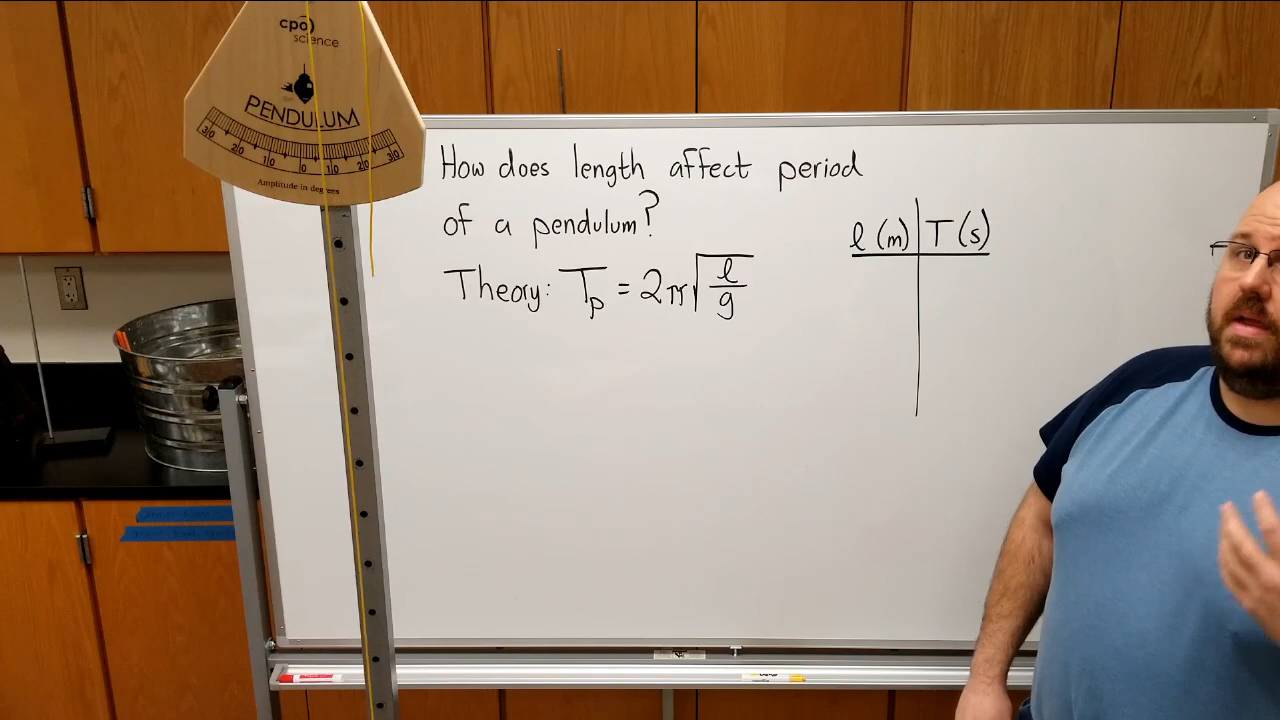 cpo
science
PENDULUM
30 20 10 0 10 20 30
Amplitude in degrees
How does length affect period
of a pendulum?
Theory: Tₚ = 2π√(ℓ/g)
ℓ (m) T (s)